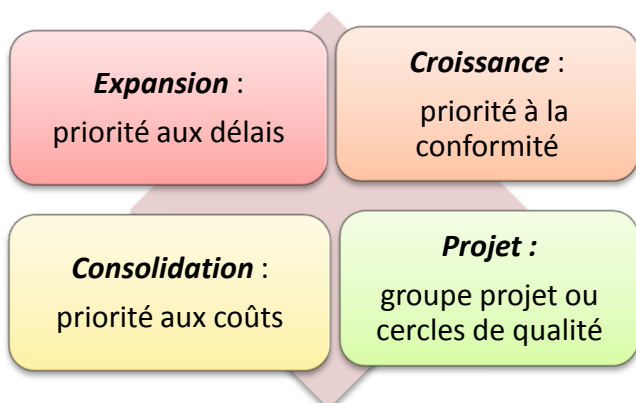 Expansion :
priorité aux délais
Croissance :
priorité à la
conformité
Consolidation :
priorité aux coûts
Projet :
groupe projet ou
cercles de qualité